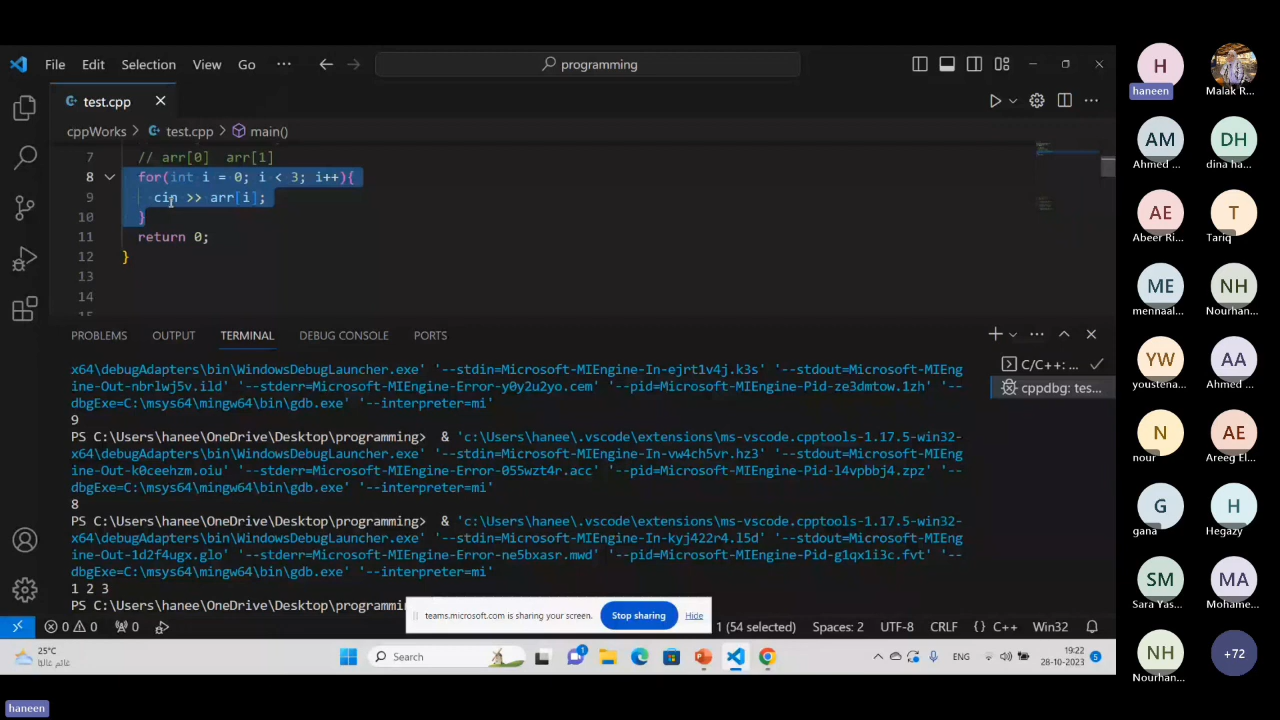 File Edit Selection View Go ··· programming
test.cpp
cppWorks > test.cpp > main()
7 // arr[0] arr[1]
8 for(int i = 0; i < 3; i++){
9 cin >> arr[i];
10 }
11 return 0;
12 }
13
14
PROBLEMS OUTPUT TERMINAL DEBUG CONSOLE PORTS
x64\debugAdapters\bin\WindowsDebugLauncher.exe' '--stdin=Microsoft-MIEngine-In-ejrt1v4j.k3s' '--stdout=Microsoft-MIEng
ine-Out-nbrlwj5v.ild' '--stderr=Microsoft-MIEngine-Error-y0y2u2yo.cem' '--pid=Microsoft-MIEngine-Pid-ze3dmtow.1zh' '--
dbgExe=C:\msys64\mingw64\bin\gdb.exe' '--interpreter=mi'
9
PS C:\Users\hanee\OneDrive\Desktop\programming> & 'c:\Users\hanee\.vscode\extensions\ms-vscode.cpptools-1.17.5-win32-
x64\debugAdapters\bin\WindowsDebugLauncher.exe' '--stdin=Microsoft-MIEngine-In-vw4ch5vr.hz3' '--stdout=Microsoft-MIEng
ine-Out-k0ceehzm.oiu' '--stderr=Microsoft-MIEngine-Error-055wzt4r.acc' '--pid=Microsoft-MIEngine-Pid-l4vpbbj4.zpz' '--
dbgExe=C:\msys64\mingw64\bin\gdb.exe' '--interpreter=mi'
8
PS C:\Users\hanee\OneDrive\Desktop\programming> & 'c:\Users\hanee\.vscode\extensions\ms-vscode.cpptools-1.17.5-win32-
x64\debugAdapters\bin\WindowsDebugLauncher.exe' '--stdin=Microsoft-MIEngine-In-kyj422r4.l5d' '--stdout=Microsoft-MIEng
ine-Out-1d2f4ugx.glo' '--stderr=Microsoft-MIEngine-Error-ne5bxasr.mwd' '--pid=Microsoft-MIEngine-Pid-g1qx1i3c.fvt' '--
dbgExe=C:\msys64\mingw64\bin\gdb.exe' '--interpreter=mi'
1 2 3
PS C:\Users\hanee\OneDrive\Desktop\programming>
C/C++: ...
cppdbg: tes...
teams.microsoft.com is sharing your screen. Stop sharing Hide
0 0 0 1 (54 selected) Spaces: 2 UTF-8 CRLF {} C++ Win32
25°C
غائم غالبًا
Search
1
ENG
19:22
28-10-2023
5
haneen
H
haneen
Malak R...
AM
Ahmed ...
DH
dina ha...
AE
Abeer Ri...
T
Tariq
ME
mennaal...
NH
Nourhan...
YW
youstena...
AA
Ahmed ...
N
nour
AE
Areeg El...
G
gana
H
Hegazy
SM
Sara Yas...
MA
Mohame...
NH
Nourhan...
+72